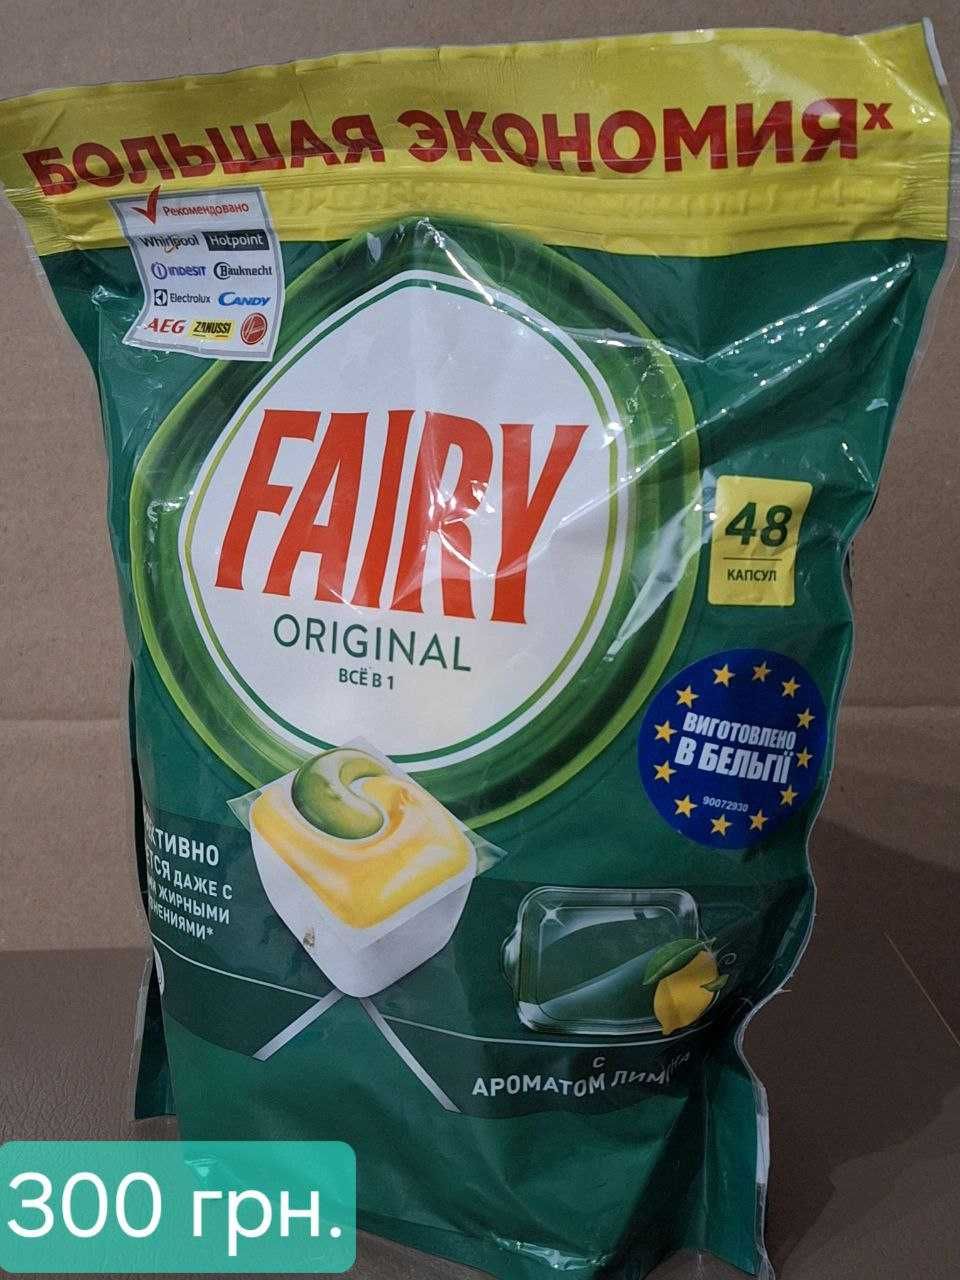 БОЛЬШАЯ ЭКОНОМИЯx
Рекомендовано
Whirlpool Hotpoint
indesit Bauknecht
Electrolux CANDY
AEG ZANUSSI
FAIRY
ORIGINAL
ВСЁ В 1
48
КАПСУЛ
ВИГОТОВЛЕНО
В БЕЛЬГІЇ
90072930
ДАЖЕ С
ЖИРНЫМИ
С
АРОМАТОМ ЛИМОНА
300 грн.